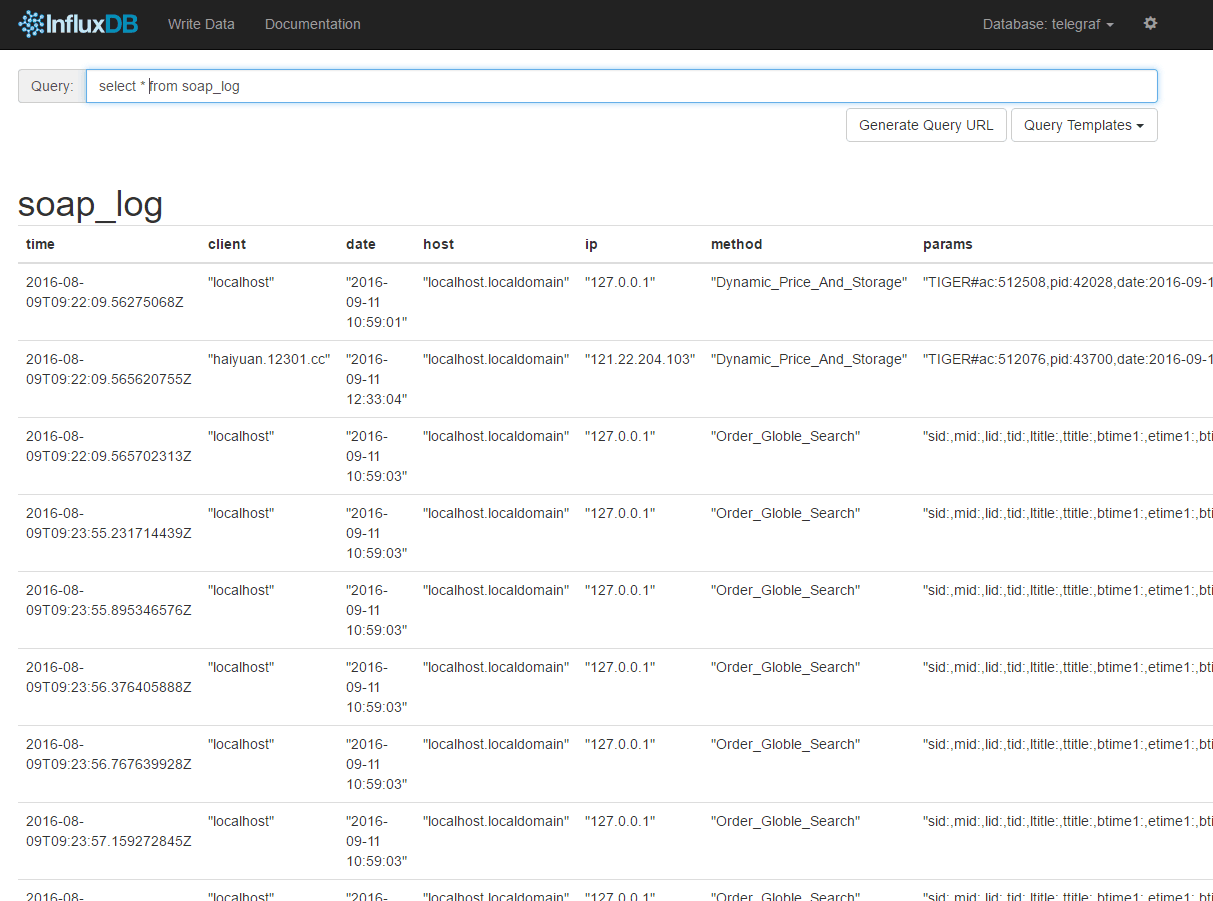 InfluxDB Write Data Documentation Database: telegraf
Query: select * from soap_log
Generate Query URL Query Templates
soap_log
time client date host ip method params
2016-08- "localhost" "2016- "localhost.localdomain" "127.0.0.1" "Dynamic_Price_And_Storage" "TIGER#ac:512508,pid:42028,date:2016-09-1
09T09:22:09.56275068Z 09-11
10:59:01"
2016-08- "haiyuan.12301.cc" "2016- "localhost.localdomain" "121.22.204.103" "Dynamic_Price_And_Storage" "TIGER#ac:512076,pid:43700,date:2016-09-1
09T09:22:09.565620755Z 09-11
12:33:04"
2016-08- "localhost" "2016- "localhost.localdomain" "127.0.0.1" "Order_Globle_Search" "sid:,mid:,lid:,tid:,ltitle:,ttitle:,btime1:,etime1:,bti
09T09:22:09.565702313Z 09-11
10:59:03"
2016-08- "localhost" "2016- "localhost.localdomain" "127.0.0.1" "Order_Globle_Search" "sid:,mid:,lid:,tid:,ltitle:,ttitle:,btime1:,etime1:,bti
09T09:23:55.231714439Z 09-11
10:59:03"
2016-08- "localhost" "2016- "localhost.localdomain" "127.0.0.1" "Order_Globle_Search" "sid:,mid:,lid:,tid:,ltitle:,ttitle:,btime1:,etime1:,bti
09T09:23:55.895346576Z 09-11
10:59:03"
2016-08- "localhost" "2016- "localhost.localdomain" "127.0.0.1" "Order_Globle_Search" "sid:,mid:,lid:,tid:,ltitle:,ttitle:,btime1:,etime1:,bti
09T09:23:56.376405888Z 09-11
10:59:03"
2016-08- "localhost" "2016- "localhost.localdomain" "127.0.0.1" "Order_Globle_Search" "sid:,mid:,lid:,tid:,ltitle:,ttitle:,btime1:,etime1:,bti
09T09:23:56.767639928Z 09-11
10:59:03"
2016-08- "localhost" "2016- "localhost.localdomain" "127.0.0.1" "Order_Globle_Search" "sid:,mid:,lid:,tid:,ltitle:,ttitle:,btime1:,etime1:,bti
09T09:23:57.159272845Z 09-11
10:59:03"
2016-08- "localhost" "2016- "localhost.localdomain" "127.0.0.1" "Order_Globle_Search" "sid:,mid:,lid:,tid:,ltitle:,ttitle:,btime1:,etime1:,bti